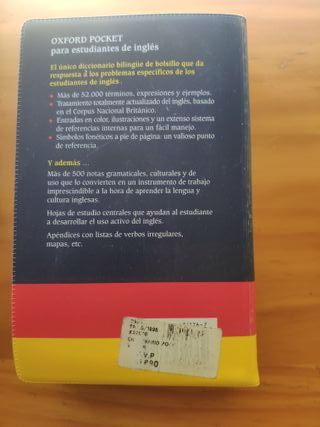 OXFORD POCKET
para estudiantes de inglés
El único diccionario bilingüe de bolsillo que da
respuesta a los problemas específicos de los
estudiantes de inglés.
• Más de 52.000 términos, expresiones y ejemplos.
• Tratamiento totalmente actualizado del inglés, basado
en el Corpus Nacional Británico.
• Entradas en color, ilustraciones y un extenso sistema
de referencias internas para un fácil manejo.
• Símbolos fonéticos a pie de página: un valioso punto
de referencia.
Y además ...
Más de 500 notas gramaticales, culturales y de
uso que lo convierten en un instrumento de trabajo
imprescindible a la hora de aprender la lengua y
cultura inglesas.
Hojas de estudio centrales que ayudan al estudiante
a desarrollar el uso activo del inglés.
Apéndices con listas de verbos irregulares,
mapas, etc.